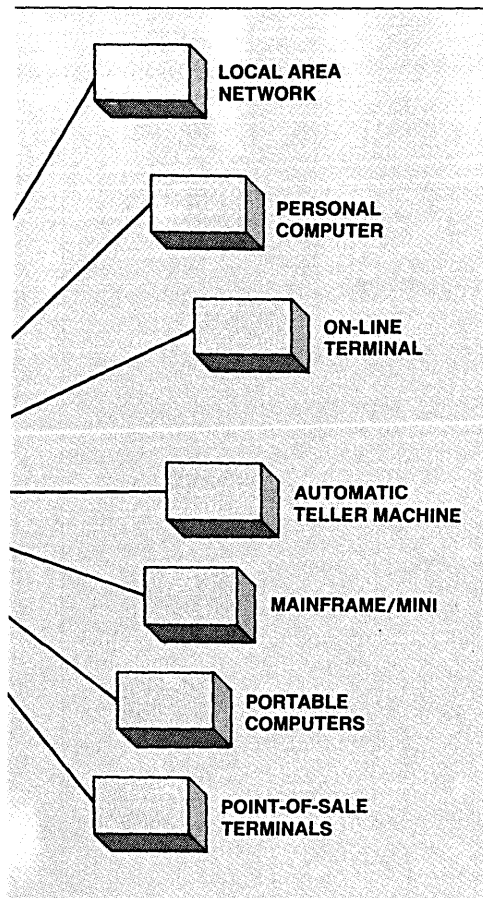 LOCAL AREA
NETWORK
PERSONAL
COMPUTER
ON-LINE
TERMINAL
AUTOMATIC
TELLER MACHINE
MAINFRAME/MINI
PORTABLE
COMPUTERS
POINT-OF-SALE
TERMINALS